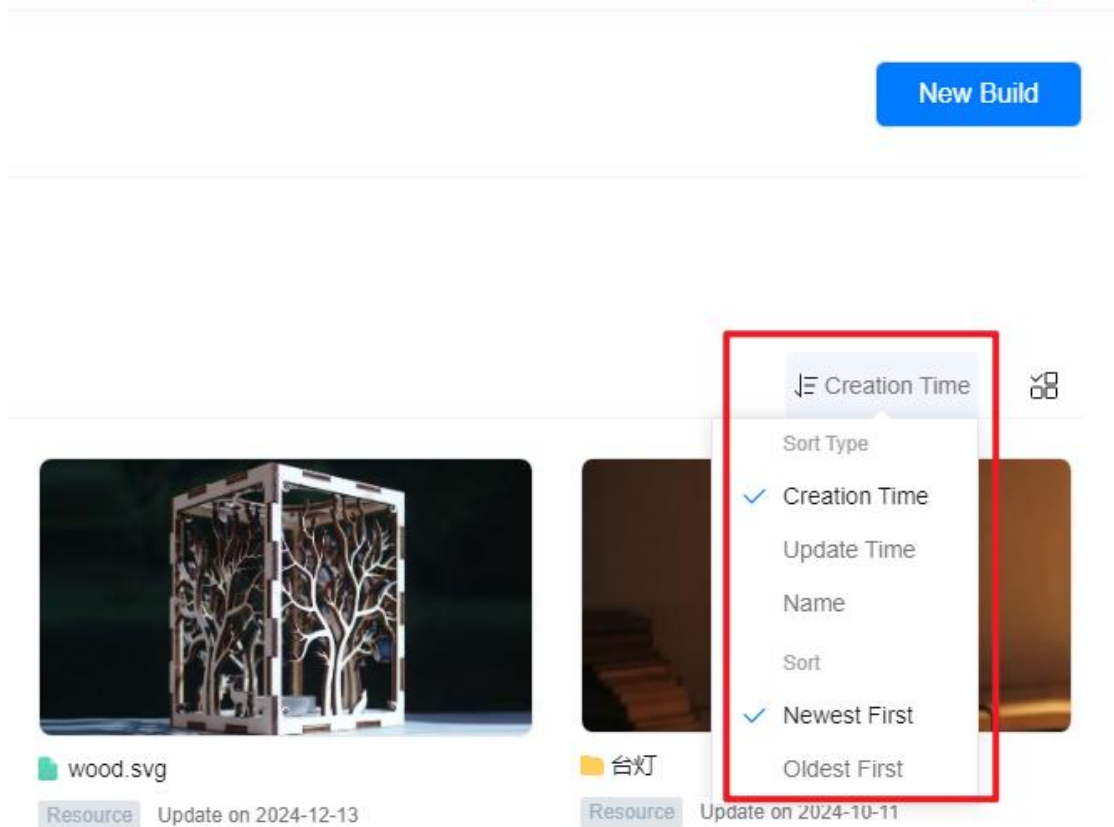 New Build
Creation Time
Sort Type
Creation Time
Update Time
Name
Sort
Newest First
Oldest First
wood.svg
台灯
Resource Update on 2024-12-13
Resource Update on 2024-10-11